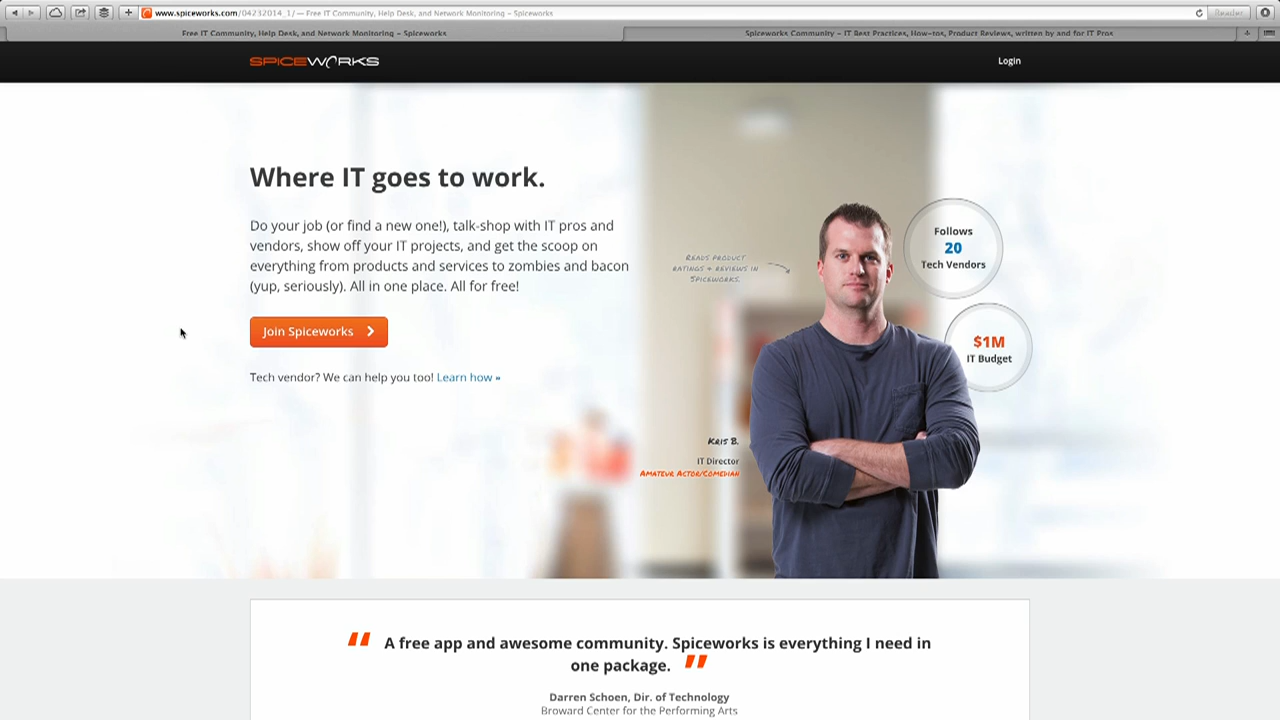 www.spiceworks.com/04232014_1/ — Free IT Community, Help Desk, and Network Monitoring – Spiceworks
Reader
Free IT Community, Help Desk, and Network Monitoring – Spiceworks
Spiceworks Community – IT Best Practices, How-tos, Product Reviews, written by and for IT Pros
SPICEWORKS
Login
Where IT goes to work.
Do your job (or find a new one!), talk-shop with IT pros and
vendors, show off your IT projects, and get the scoop on
everything from products and services to zombies and bacon
(yup, seriously). All in one place. All for free!
Join Spiceworks
Tech vendor? We can help you too! Learn how »
Reads product
ratings + reviews in
Spiceworks.
Follows
20
Tech Vendors
$1M
IT Budget
Kris B.
IT Director
Amateur Actor/Comedian
“ A free app and awesome community. Spiceworks is everything I need in
one package. ”
Darren Schoen, Dir. of Technology
Broward Center for the Performing Arts